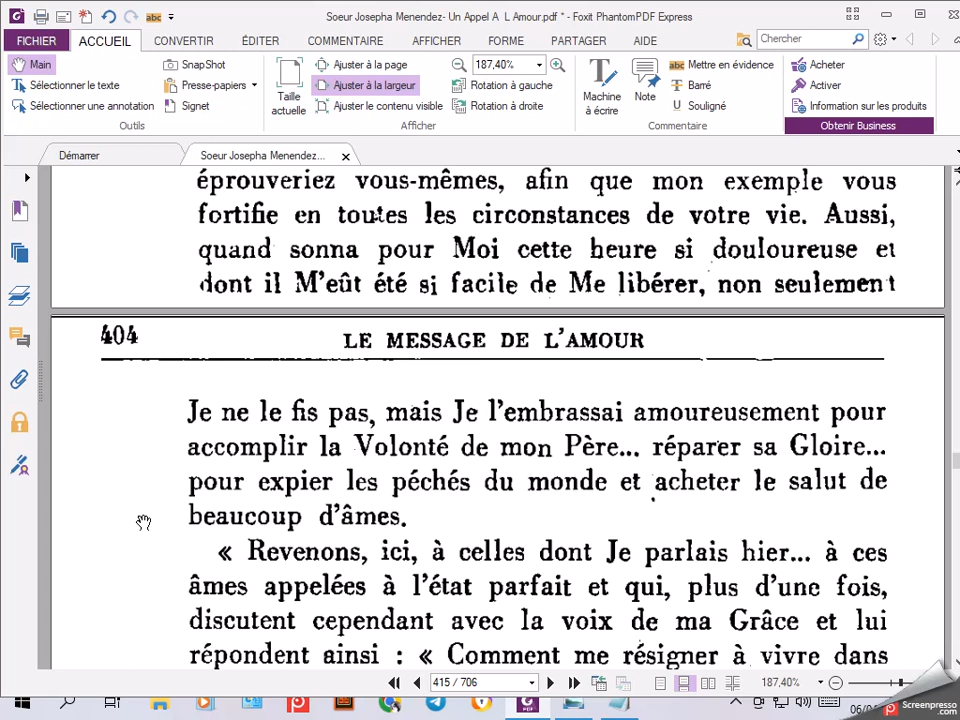 Soeur Josepha Menendez- Un Appel A L Amour.pdf * - Foxit PhantomPDF Express
FICHIER ACCUEIL CONVERTIR ÉDITER COMMENTAIRE AFFICHER FORME PARTAGER AIDE Chercher
Main SnapShot Ajuster à la page 187,40% Mettre en évidence Acheter
Sélectionner le texte Presse-papiers Ajuster à la largeur Rotation à gauche Barré Activer
Sélectionner une annotation Signet Taille actuelle Ajuster le contenu visible Rotation à droite Machine à écrire Note Souligné Information sur les produits
Outils Afficher Commentaire Obtenir Business
Démarrer Soeur Josepha Menendez...
éprouveriez vous-mêmes, afin que mon exemple vous
fortifie en toutes les circonstances de votre vie. Aussi,
quand sonna pour Moi cette heure si douloureuse et
dont il M'eût été si facile de Me libérer, non seulement
404 LE MESSAGE DE L'AMOUR
Je ne le fis pas, mais Je l'embrassai amoureusement pour
accomplir la Volonté de mon Père... réparer sa Gloire...
pour expier les péchés du monde et acheter le salut de
beaucoup d'âmes.
« Revenons, ici, à celles dont Je parlais hier... à ces
âmes appelées à l'état parfait et qui, plus d'une fois,
discutent cependant avec la voix de ma Grâce et lui
répondent ainsi : « Comment me résigner à vivre dans
415 / 706 187,40%
Screenpresso
.com